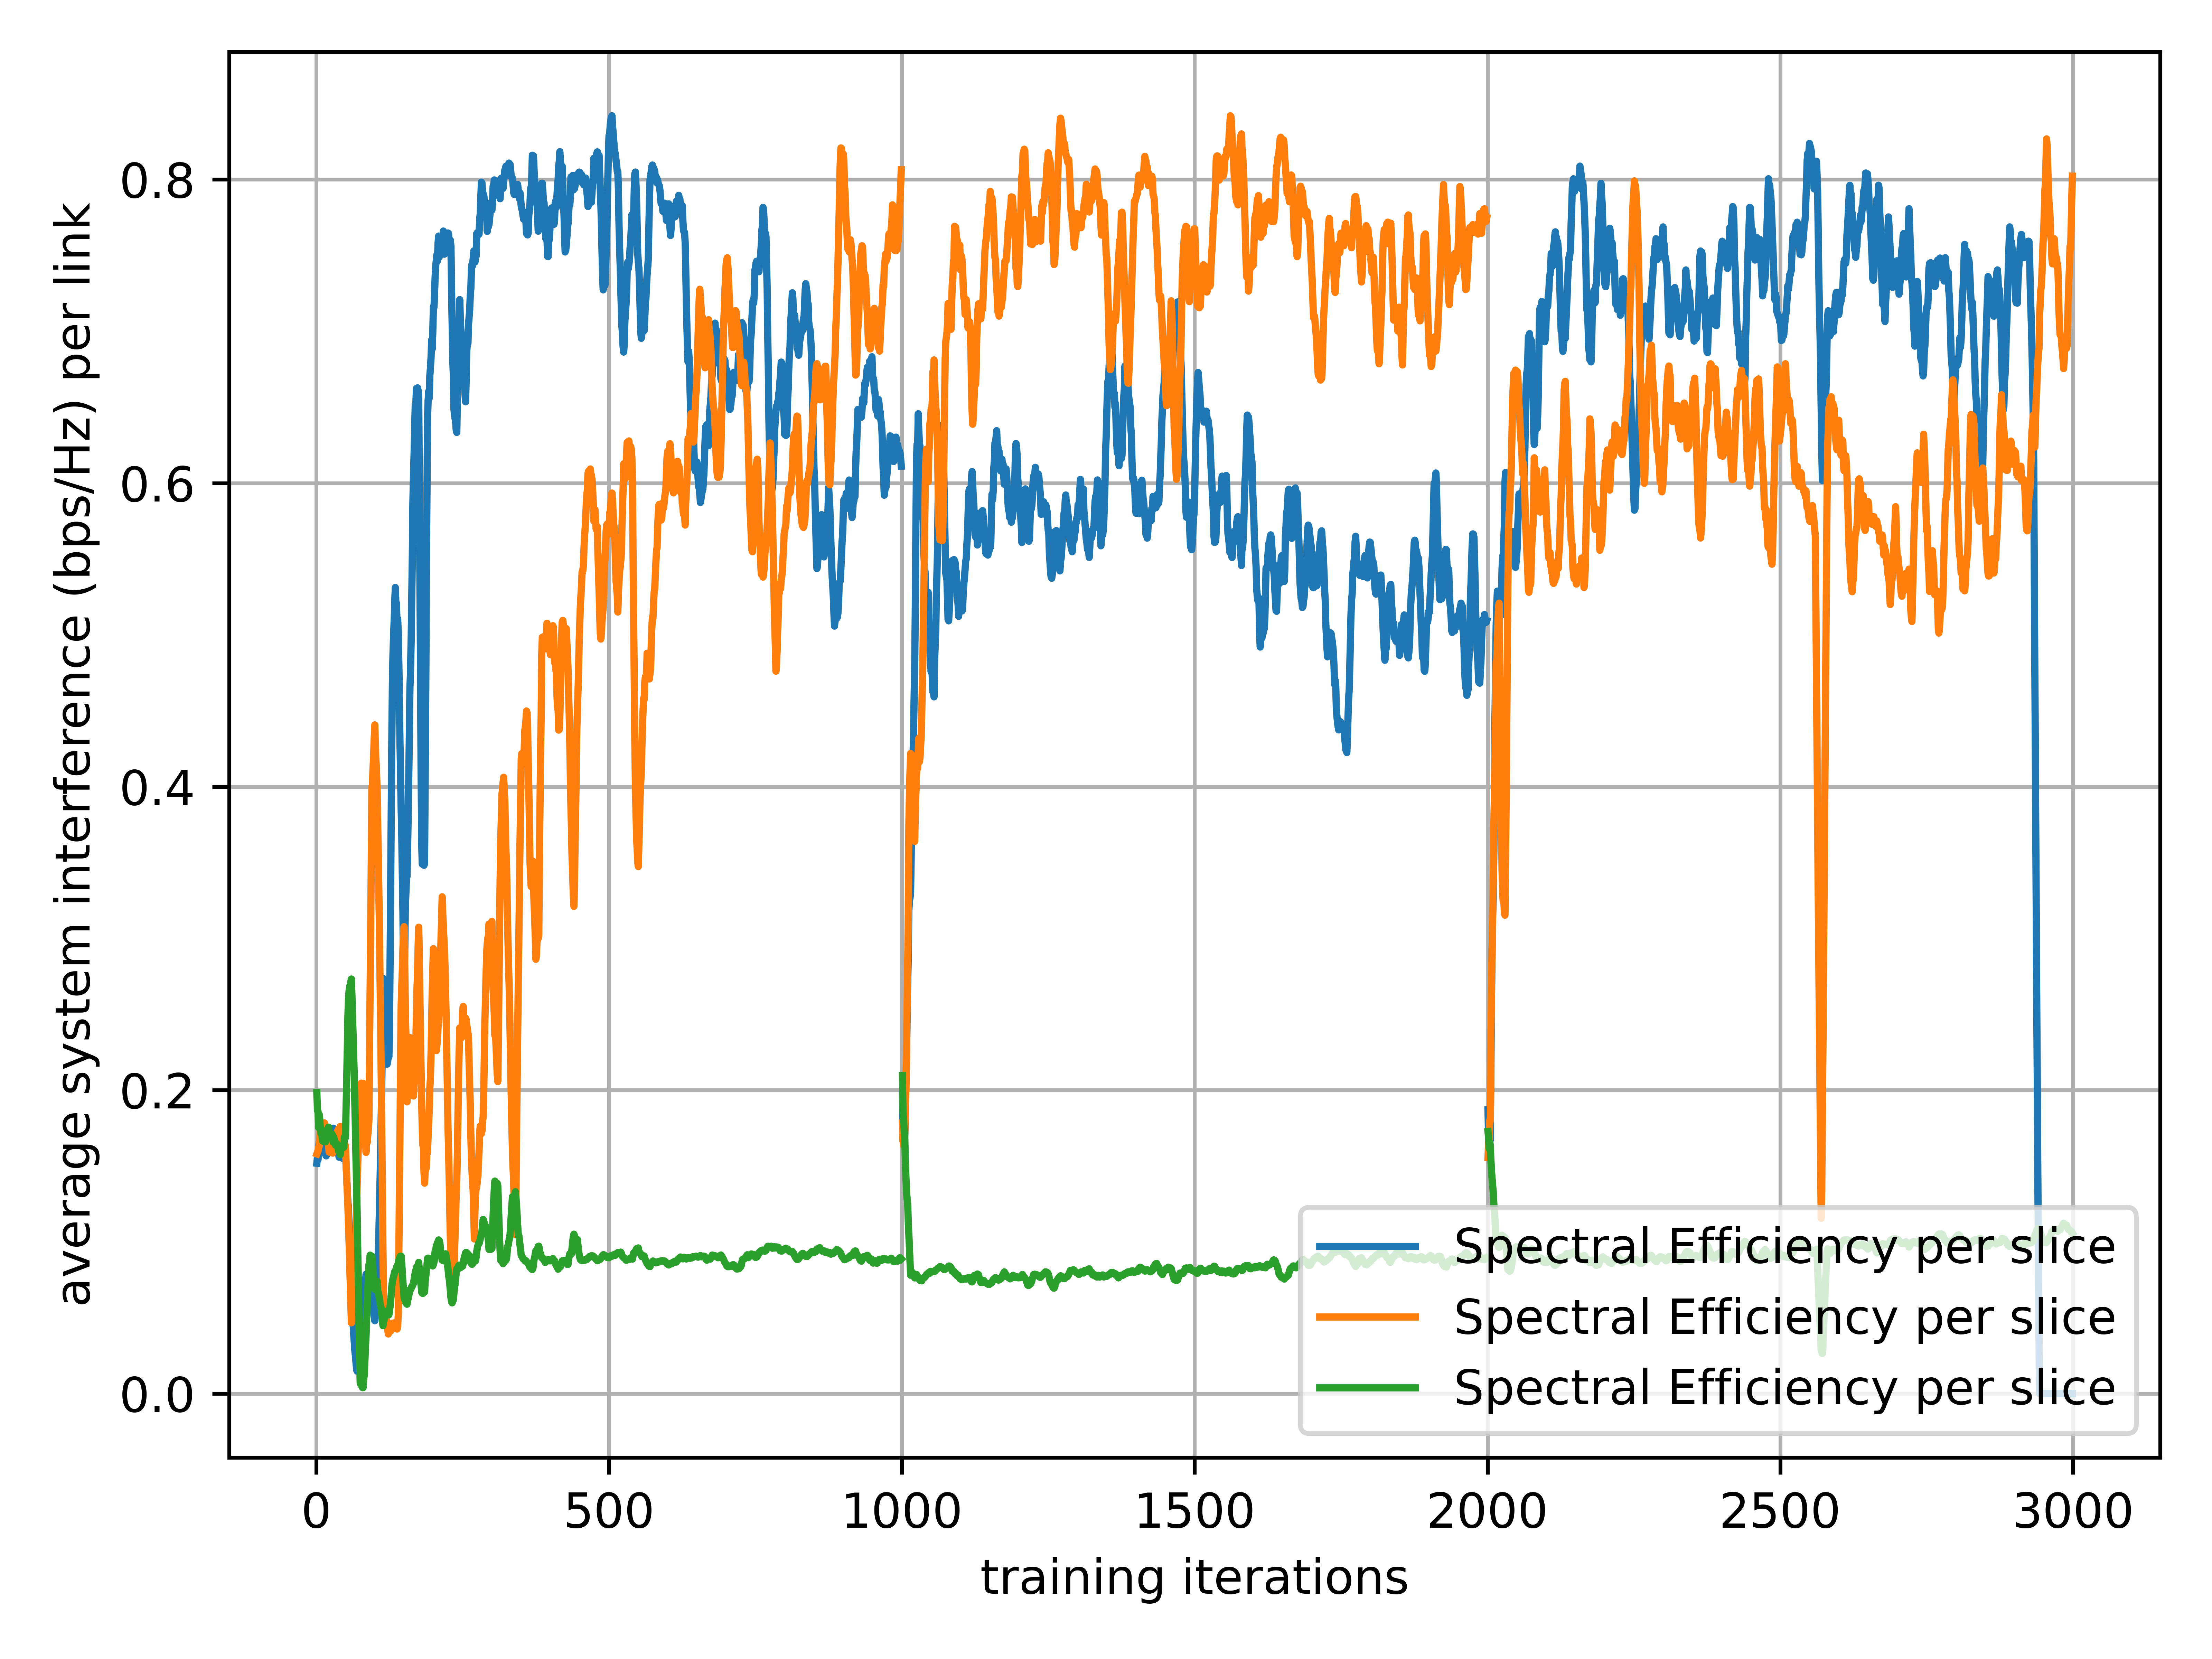 average system interference (bps/Hz) per link
0.8
0.6
0.4
0.2
0.0
Spectral Efficiency per slice
Spectral Efficiency per slice
Spectral Efficiency per slice
0 500 1000 1500 2000 2500 3000
training iterations